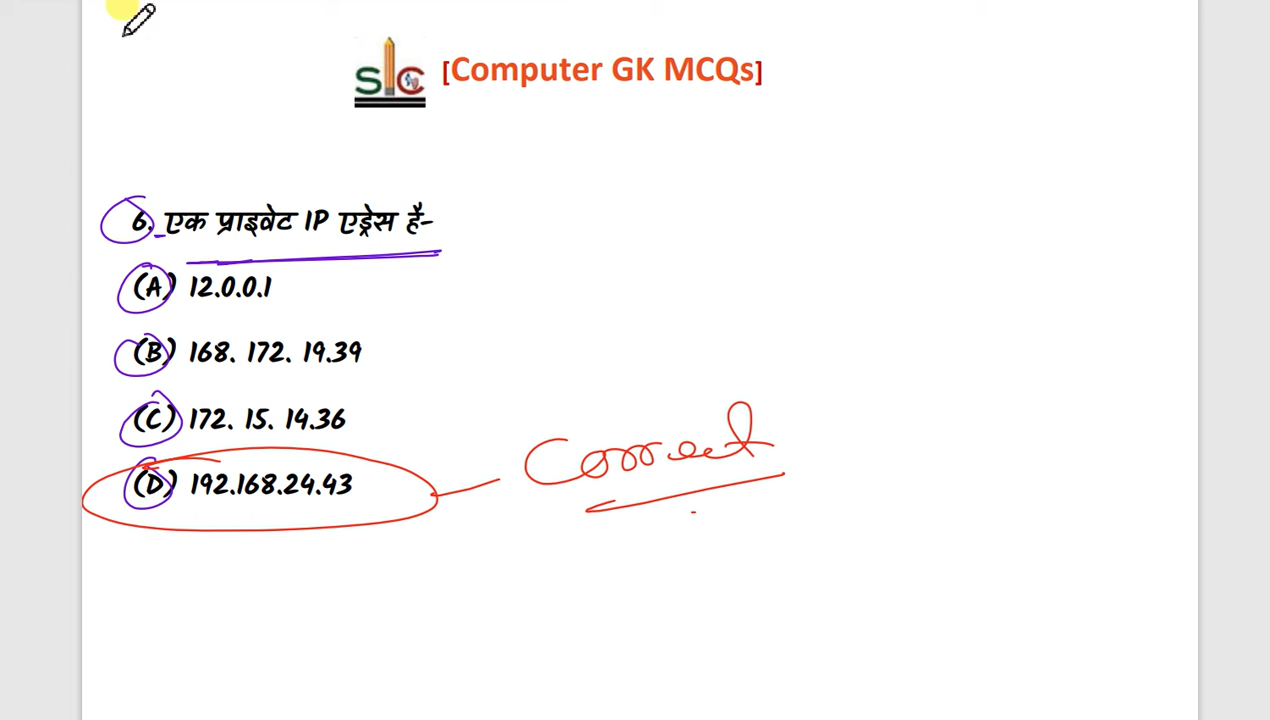 SIC [Computer GK MCQs]
6. एक प्राइवेट IP एड्रेस है-
(A) 12.0.0.1
(B) 168. 172. 19.39
(C) 172. 15. 14.36
(D) 192.168.24.43
Correct